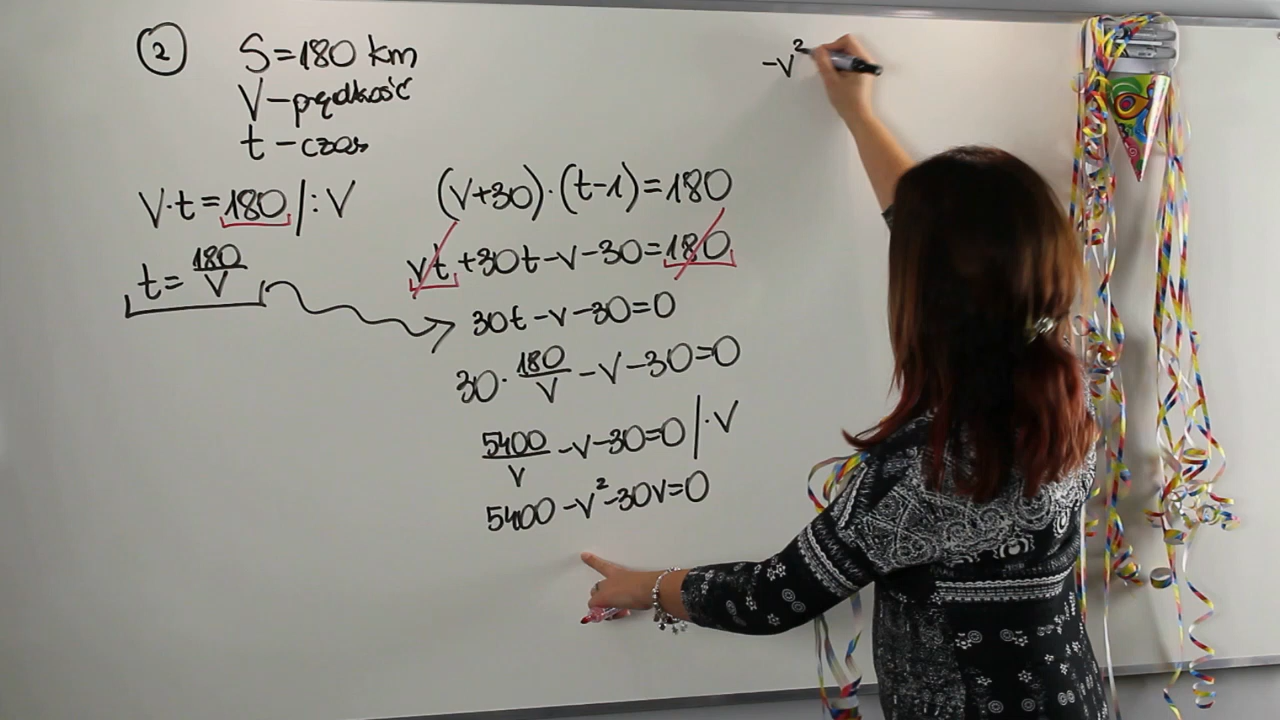 ② S=180 km
V-prędkość
t-czas
V·t=180/:V
t=180/V
(v+30)·(t-1)=180
vt+30t-v-30=180
30t-v-30=0
30·180/V-v-30=0
5400/v-v-30=0/·V
5400-v²-30v=0
-v²